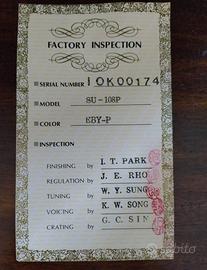 FACTORY INSPECTION
SERIAL NUMBER IOK00174
MODEL SU-108P
COLOR EBY-P
INSPECTION
FINISHING by I. T. PARK
REGULATION by J. E. RHO
TUNING by W. Y. SUNG
VOICING by K. W. SONG
CRATING by G. C. SIN
subito